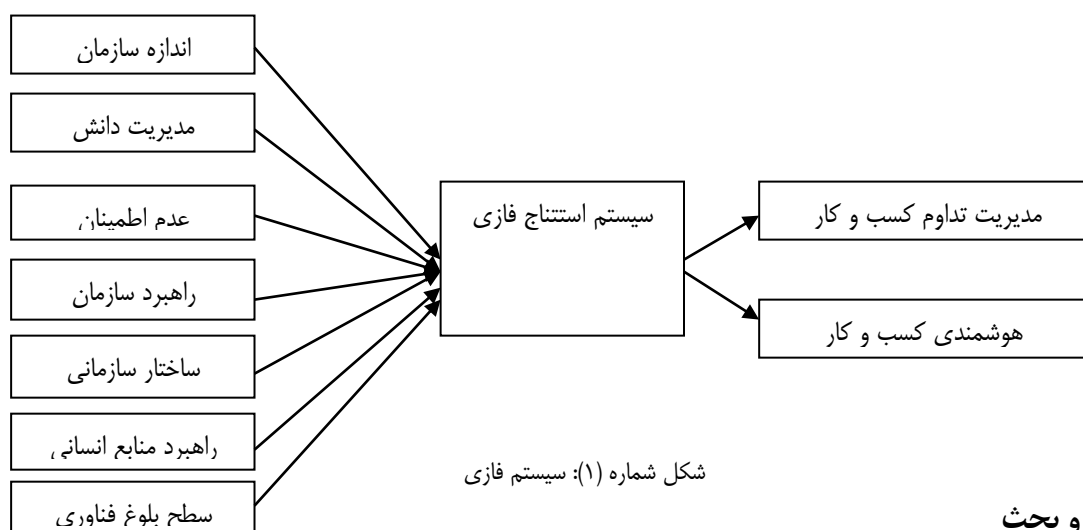 اندازه سازمان
مدیریت دانش
عدم اطمینان
راهبرد سازمان
ساختار سازمانی
راهبرد منابع انسانی
سطح بلوغ فناوری
سیستم استنتاج فازی
مدیریت تداوم کسب و کار
هوشمندی کسب و کار
شکل شماره (۱): سیستم فازی
و بحث